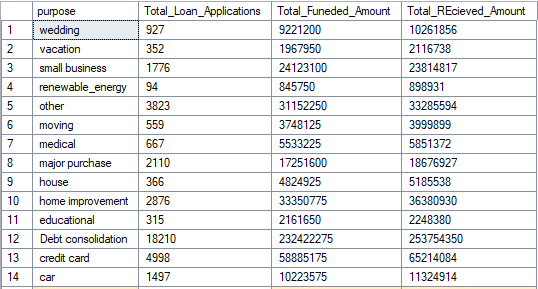 purpose Total_Loan_Applications Total_Funeded_Amount Total_REcieved_Amount
1 wedding 927 9221200 10261856
2 vacation 352 1967950 2116738
3 small business 1776 24123100 23814817
4 renewable_energy 94 845750 898931
5 other 3823 31152250 33285594
6 moving 559 3748125 3999899
7 medical 667 5533225 5851372
8 major purchase 2110 17251600 18676927
9 house 366 4824925 5185538
10 home improvement 2876 33350775 36380930
11 educational 315 2161650 2248380
12 Debt consolidation 18210 232422275 253754350
13 credit card 4998 58885175 65214084
14 car 1497 10223575 11324914